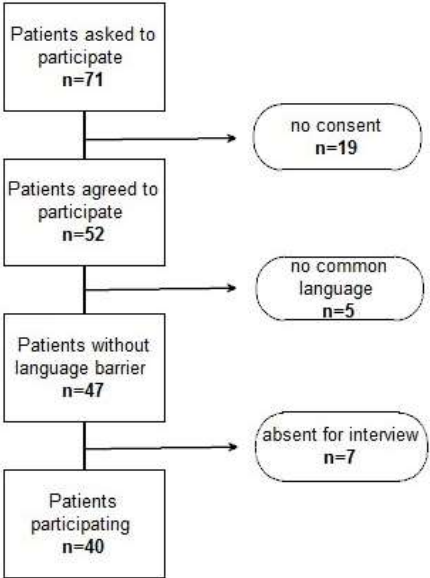 Patients asked to
participate
n=71
no consent
n=19
Patients agreed to
participate
n=52
no common
language
n=5
Patients without
language barrier
n=47
absent for interview
n=7
Patients
participating
n=40